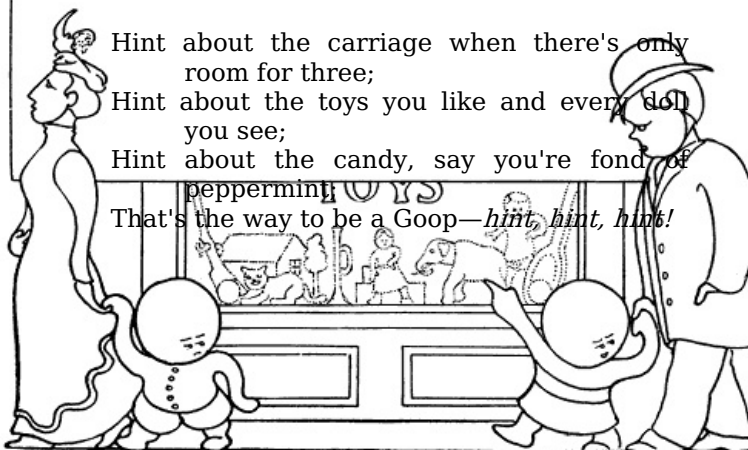 Hint about the carriage when there's only
room for three;
Hint about the toys you like and every doll
you see;
Hint about the candy, say you're fond of
peppermint;
TOYS
That's the way to be a Goop—hint, hint, hint!